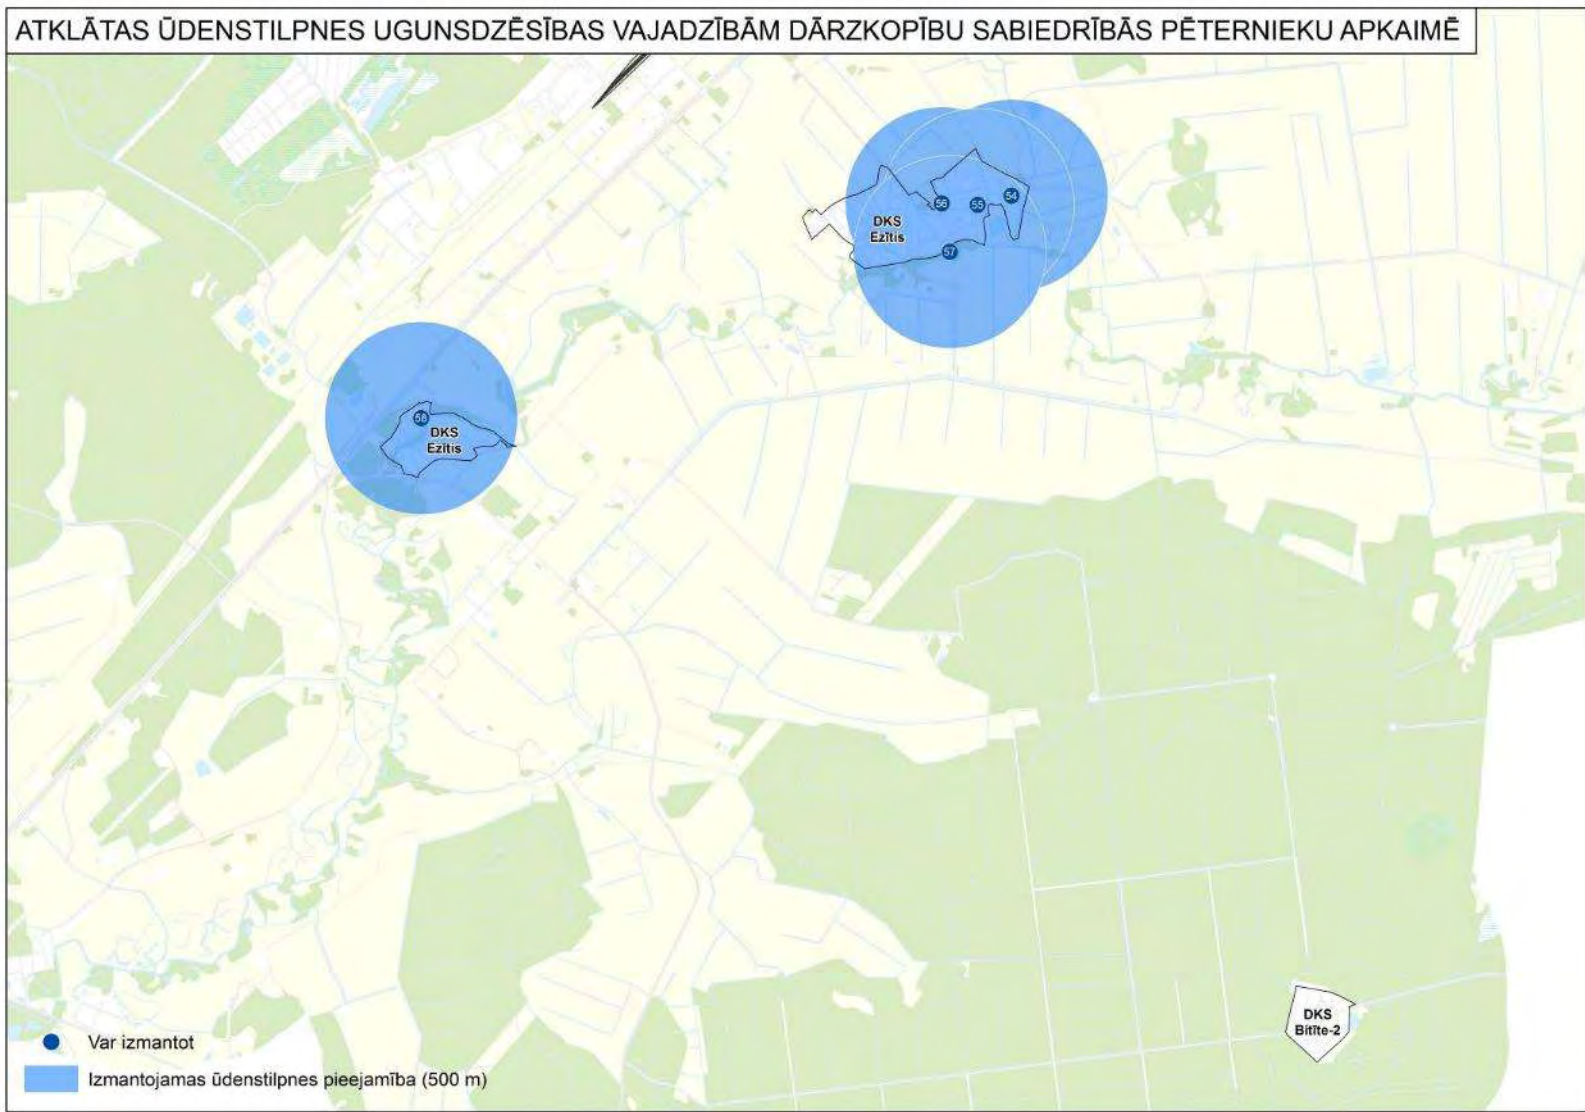 ATKLĀTAS ŪDENSTILPNES UGUNSDZĒSĪBAS VAJADZĪBĀM DĀRZKOPĪBU SABIEDRĪBĀS PĒTERNIEKU APKAIMĒ
56
55
54
DKS
Ezītis
57
58
DKS
Ezītis
DKS
Bitīte-2
Var izmantot
Izmantojamas ūdenstilpnes pieejamība (500 m)